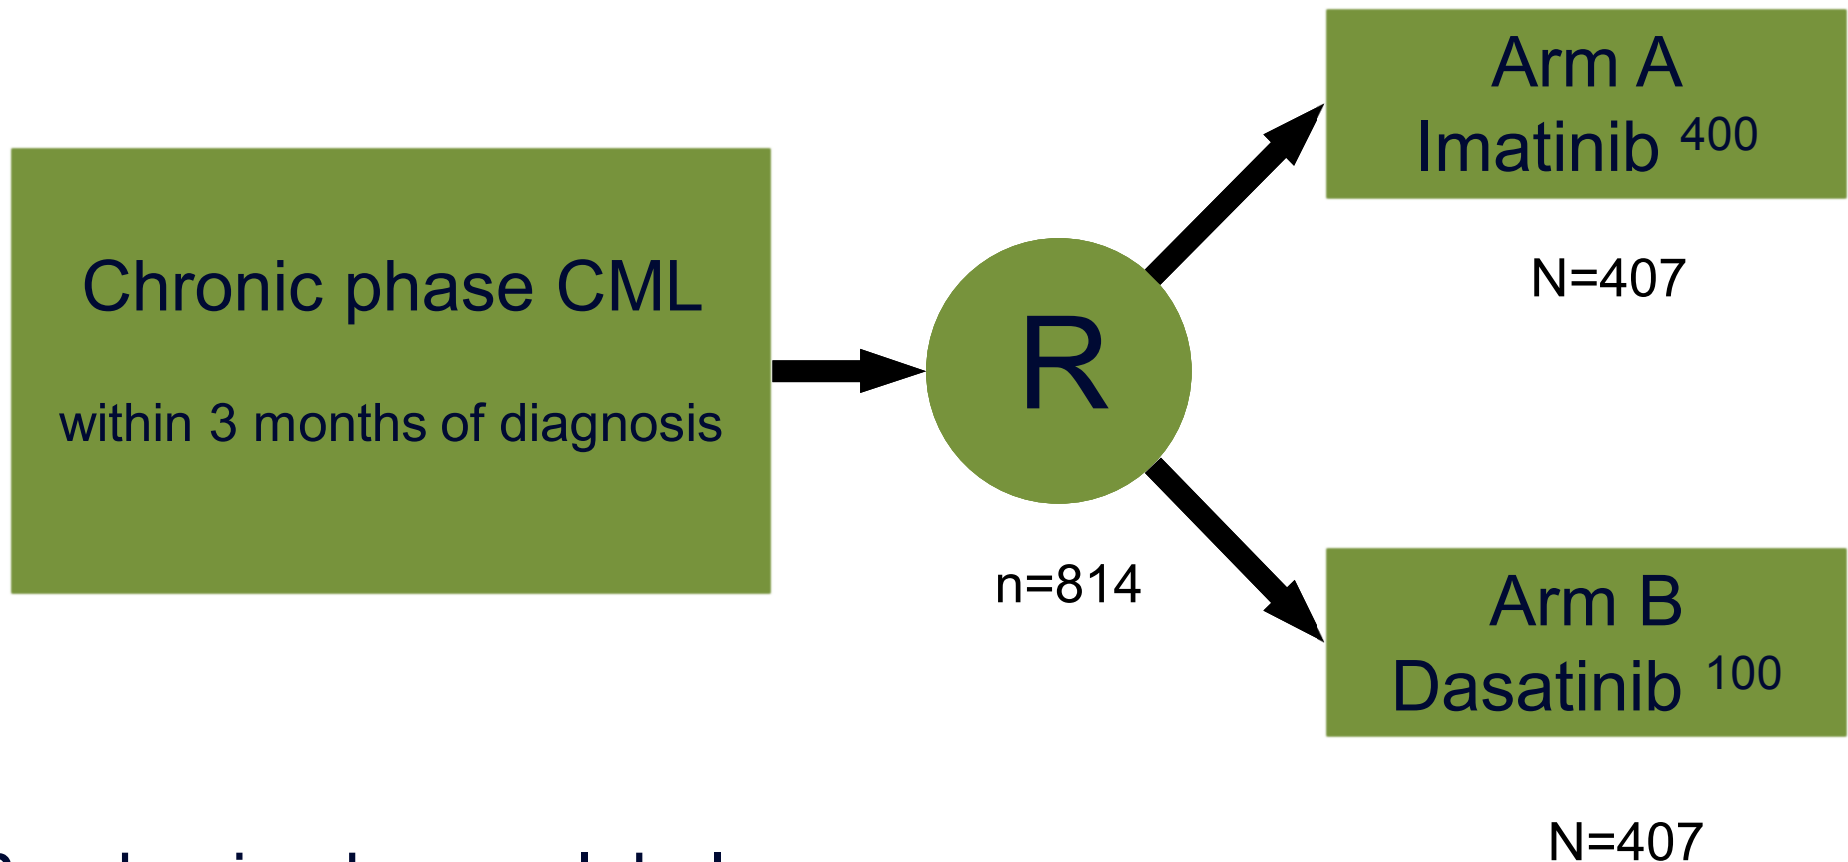 Chronic phase CML
within 3 months of diagnosis
R
n=814
Arm A
Imatinib 400
N=407
Arm B
Dasatinib 100
N=407